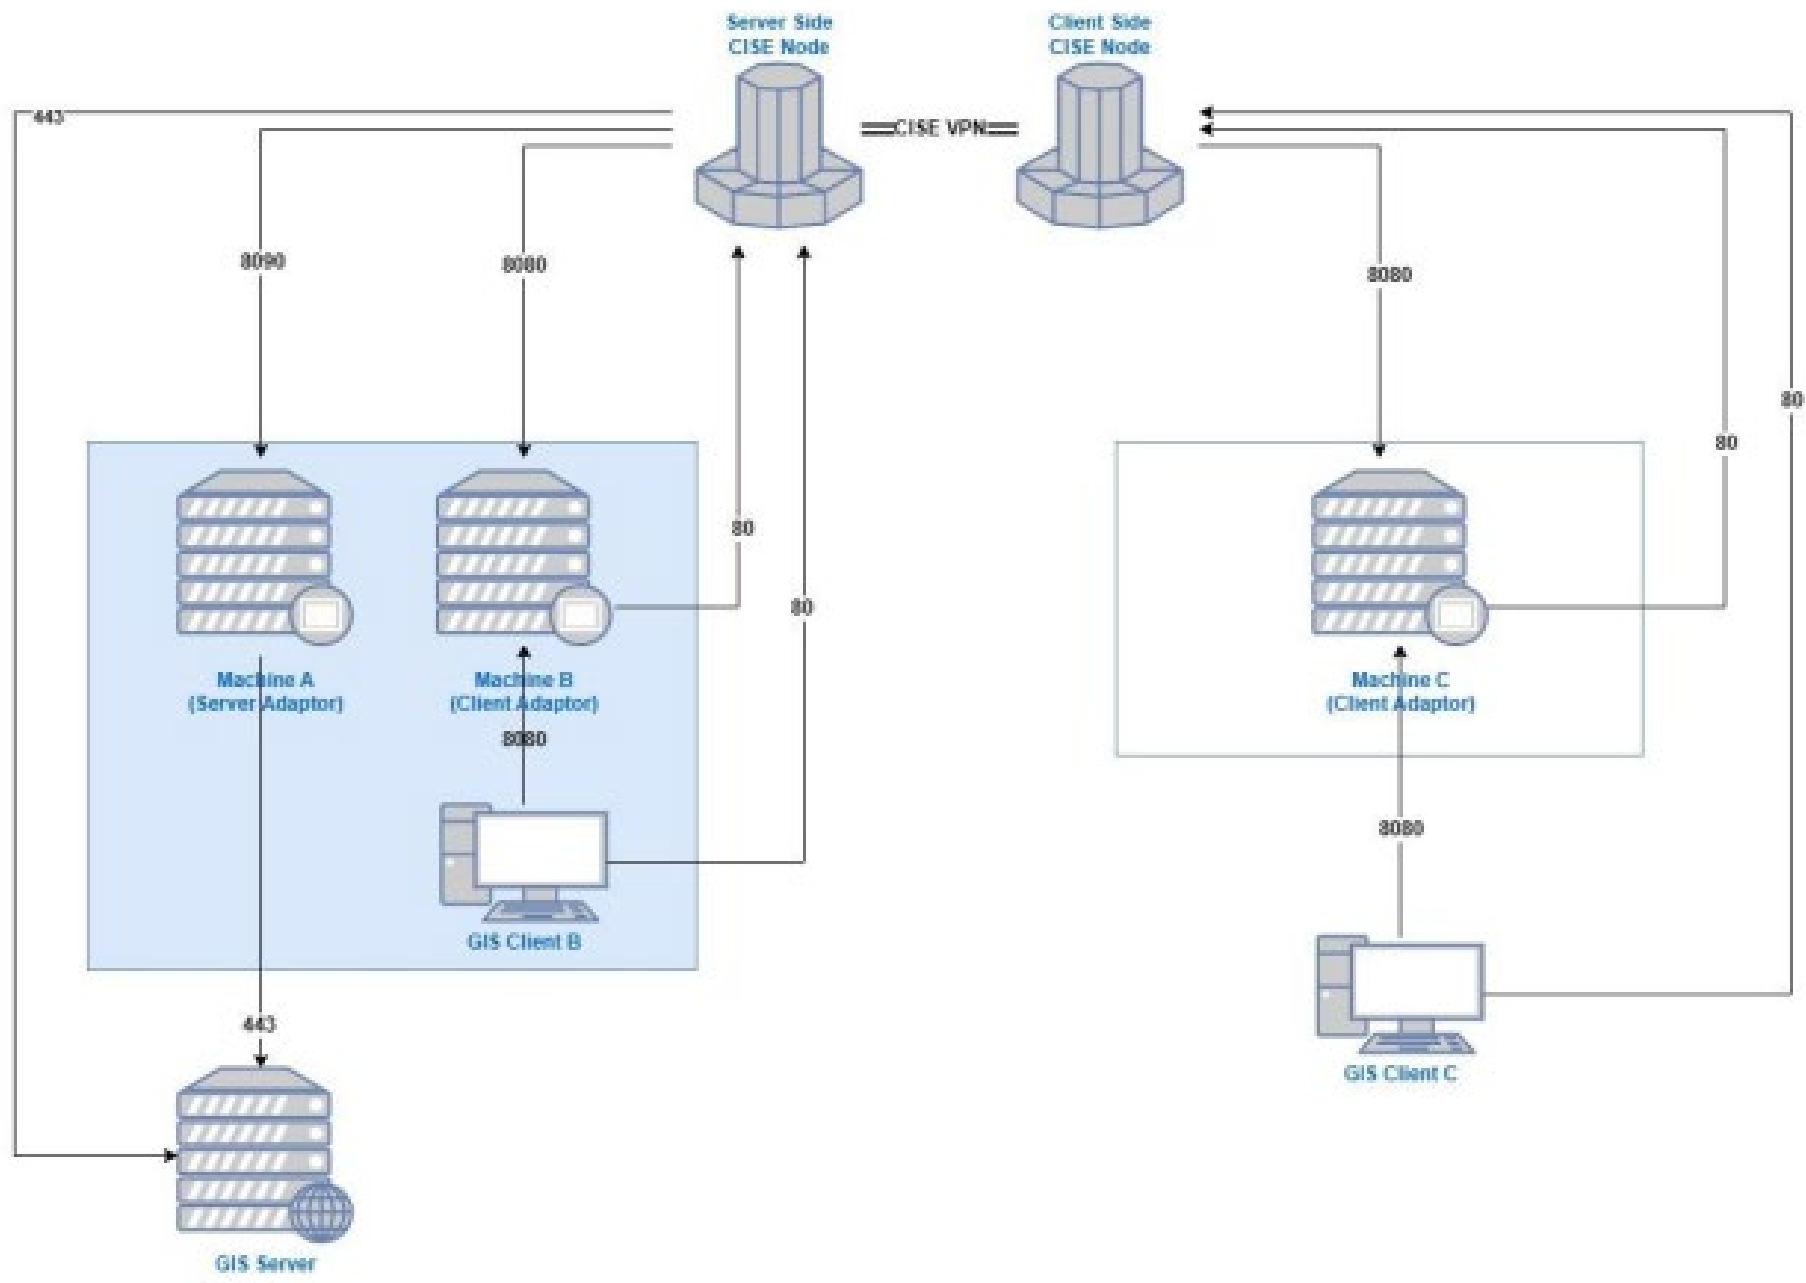 Server Side
CISE Node
Client Side
CISE Node
443
CISE VPN
8090
8080
8080
80
80
80
80
Machine A
(Server Adaptor)
Machine B
(Client Adaptor)
Machine C
(Client Adaptor)
8080
8080
GIS Client B
443
GIS Client C
GIS Server